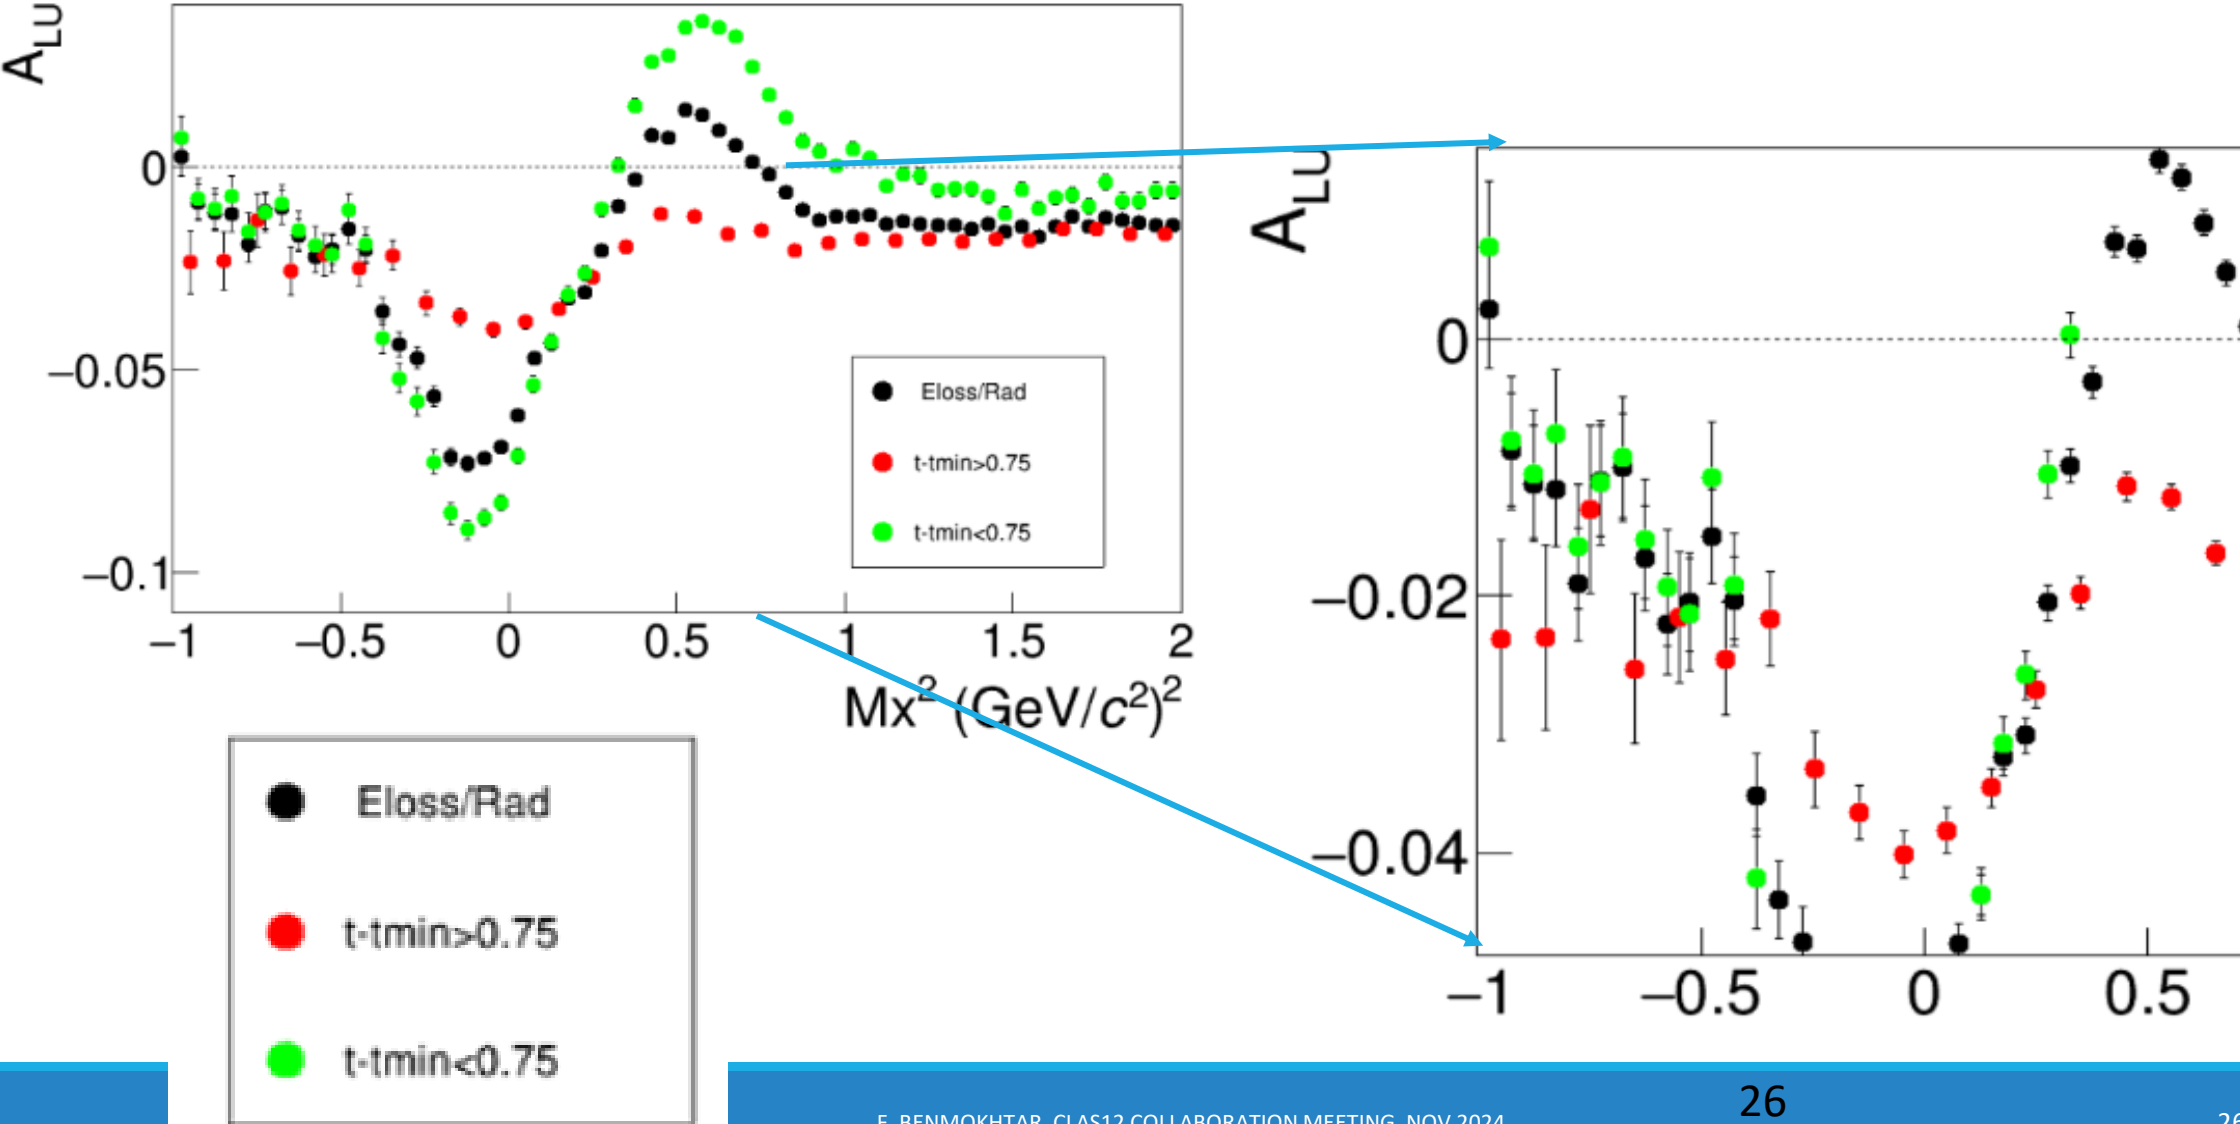 A_LU
0
−0.05
−0.1
−1 −0.5 0 0.5 1 1.5 2
Mx² (GeV/c²)²
Eloss/Rad
t-tmin>0.75
t-tmin<0.75
Eloss/Rad
t-tmin>0.75
t-tmin<0.75
A_LU
0
−0.02
−0.04
−1 −0.5 0 0.5
26
F. BENMOKHTAR, CLAS12 COLLABORATION MEETING, NOV 2024
26